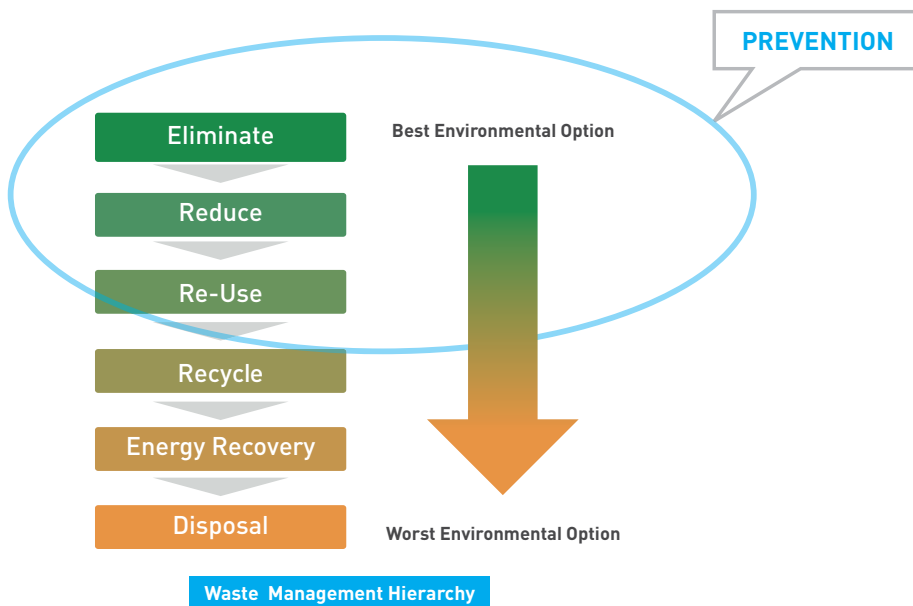 PREVENTION
Eliminate
Best Environmental Option
Reduce
Re-Use
Recycle
Energy Recovery
Disposal
Worst Environmental Option
Waste Management Hierarchy